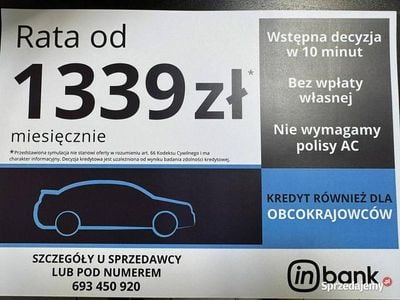 Rata od
1339 zł*
miesięcznie
*Przedstawiona symulacja nie stanowi oferty w rozumieniu art. 66 Kodeksu Cywilnego i ma
charakter informacyjny. Decyzja kredytowa jest uzależniona od wyniku badania zdolności kredytowej.
Wstępna decyzja
w 10 minut
Bez wpłaty
własnej
Nie wymagamy
polisy AC
KREDYT RÓWNIEŻ DLA
OBCOKRAJOWCÓW
SZCZEGÓŁY U SPRZEDAWCY
LUB POD NUMEREM
693 450 920
inbank
Sprzedajemy.pl